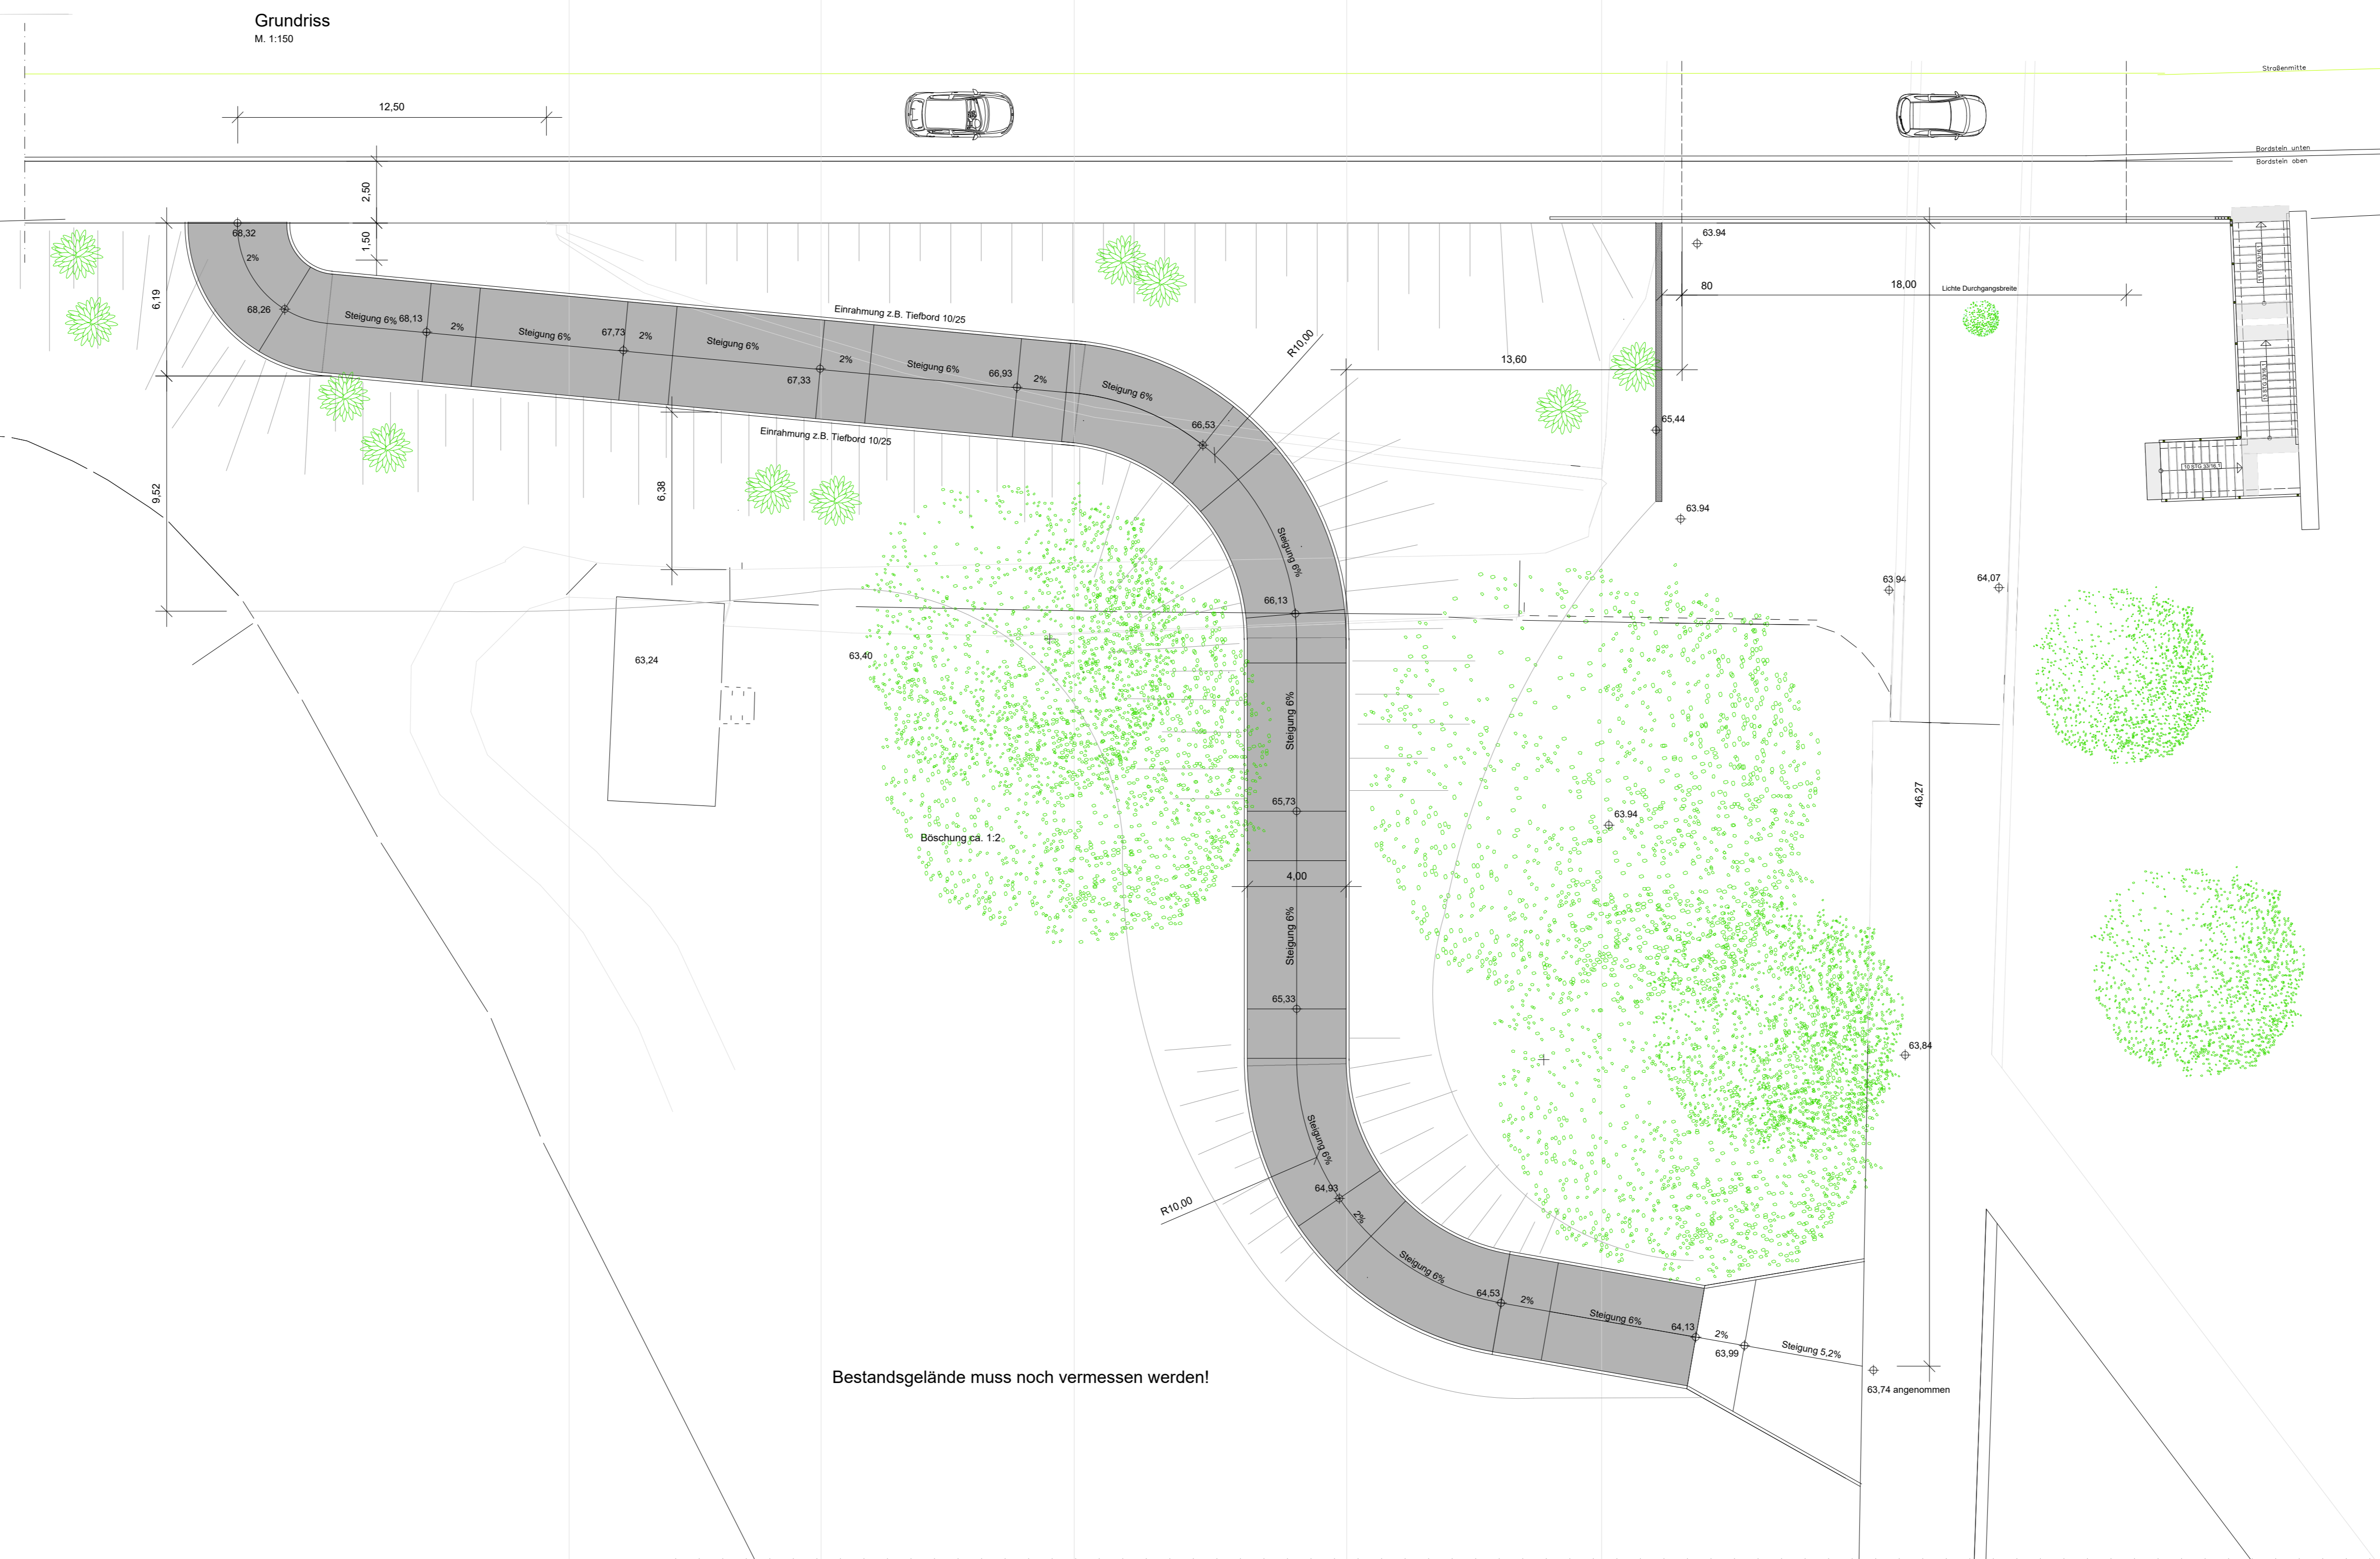 Grundriss
M. 1:150
Straßenmitte
12,50
Bordstein unten
Bordstein oben
2,50
1,50
68,32
2%
6,19
68,26
Steigung 6%
68,13
2%
Steigung 6%
67,73
2%
Steigung 6%
67,33
2%
Steigung 6%
66,93
2%
Steigung 6%
Einrahmung z.B. Tiefbord 10/25
Einrahmung z.B. Tiefbord 10/25
R10,00
66,53
13,60
63.94
80
18,00
Lichte Durchgangsbreite
65,44
63.94
63.94
64,07
9,52
6,38
Steigung 6%
66,13
63,24
63,40
Steigung 6%
65,73
63.94
Böschung ca. 1:2
46,27
4,00
Steigung 6%
65,33
63,84
Steigung 6%
64,93
R10,00
2%
Steigung 6%
64,53
2%
Steigung 6%
64,13
2%
63,99
Steigung 5,2%
63,74 angenommen
Bestandsgelände muss noch vermessen werden!